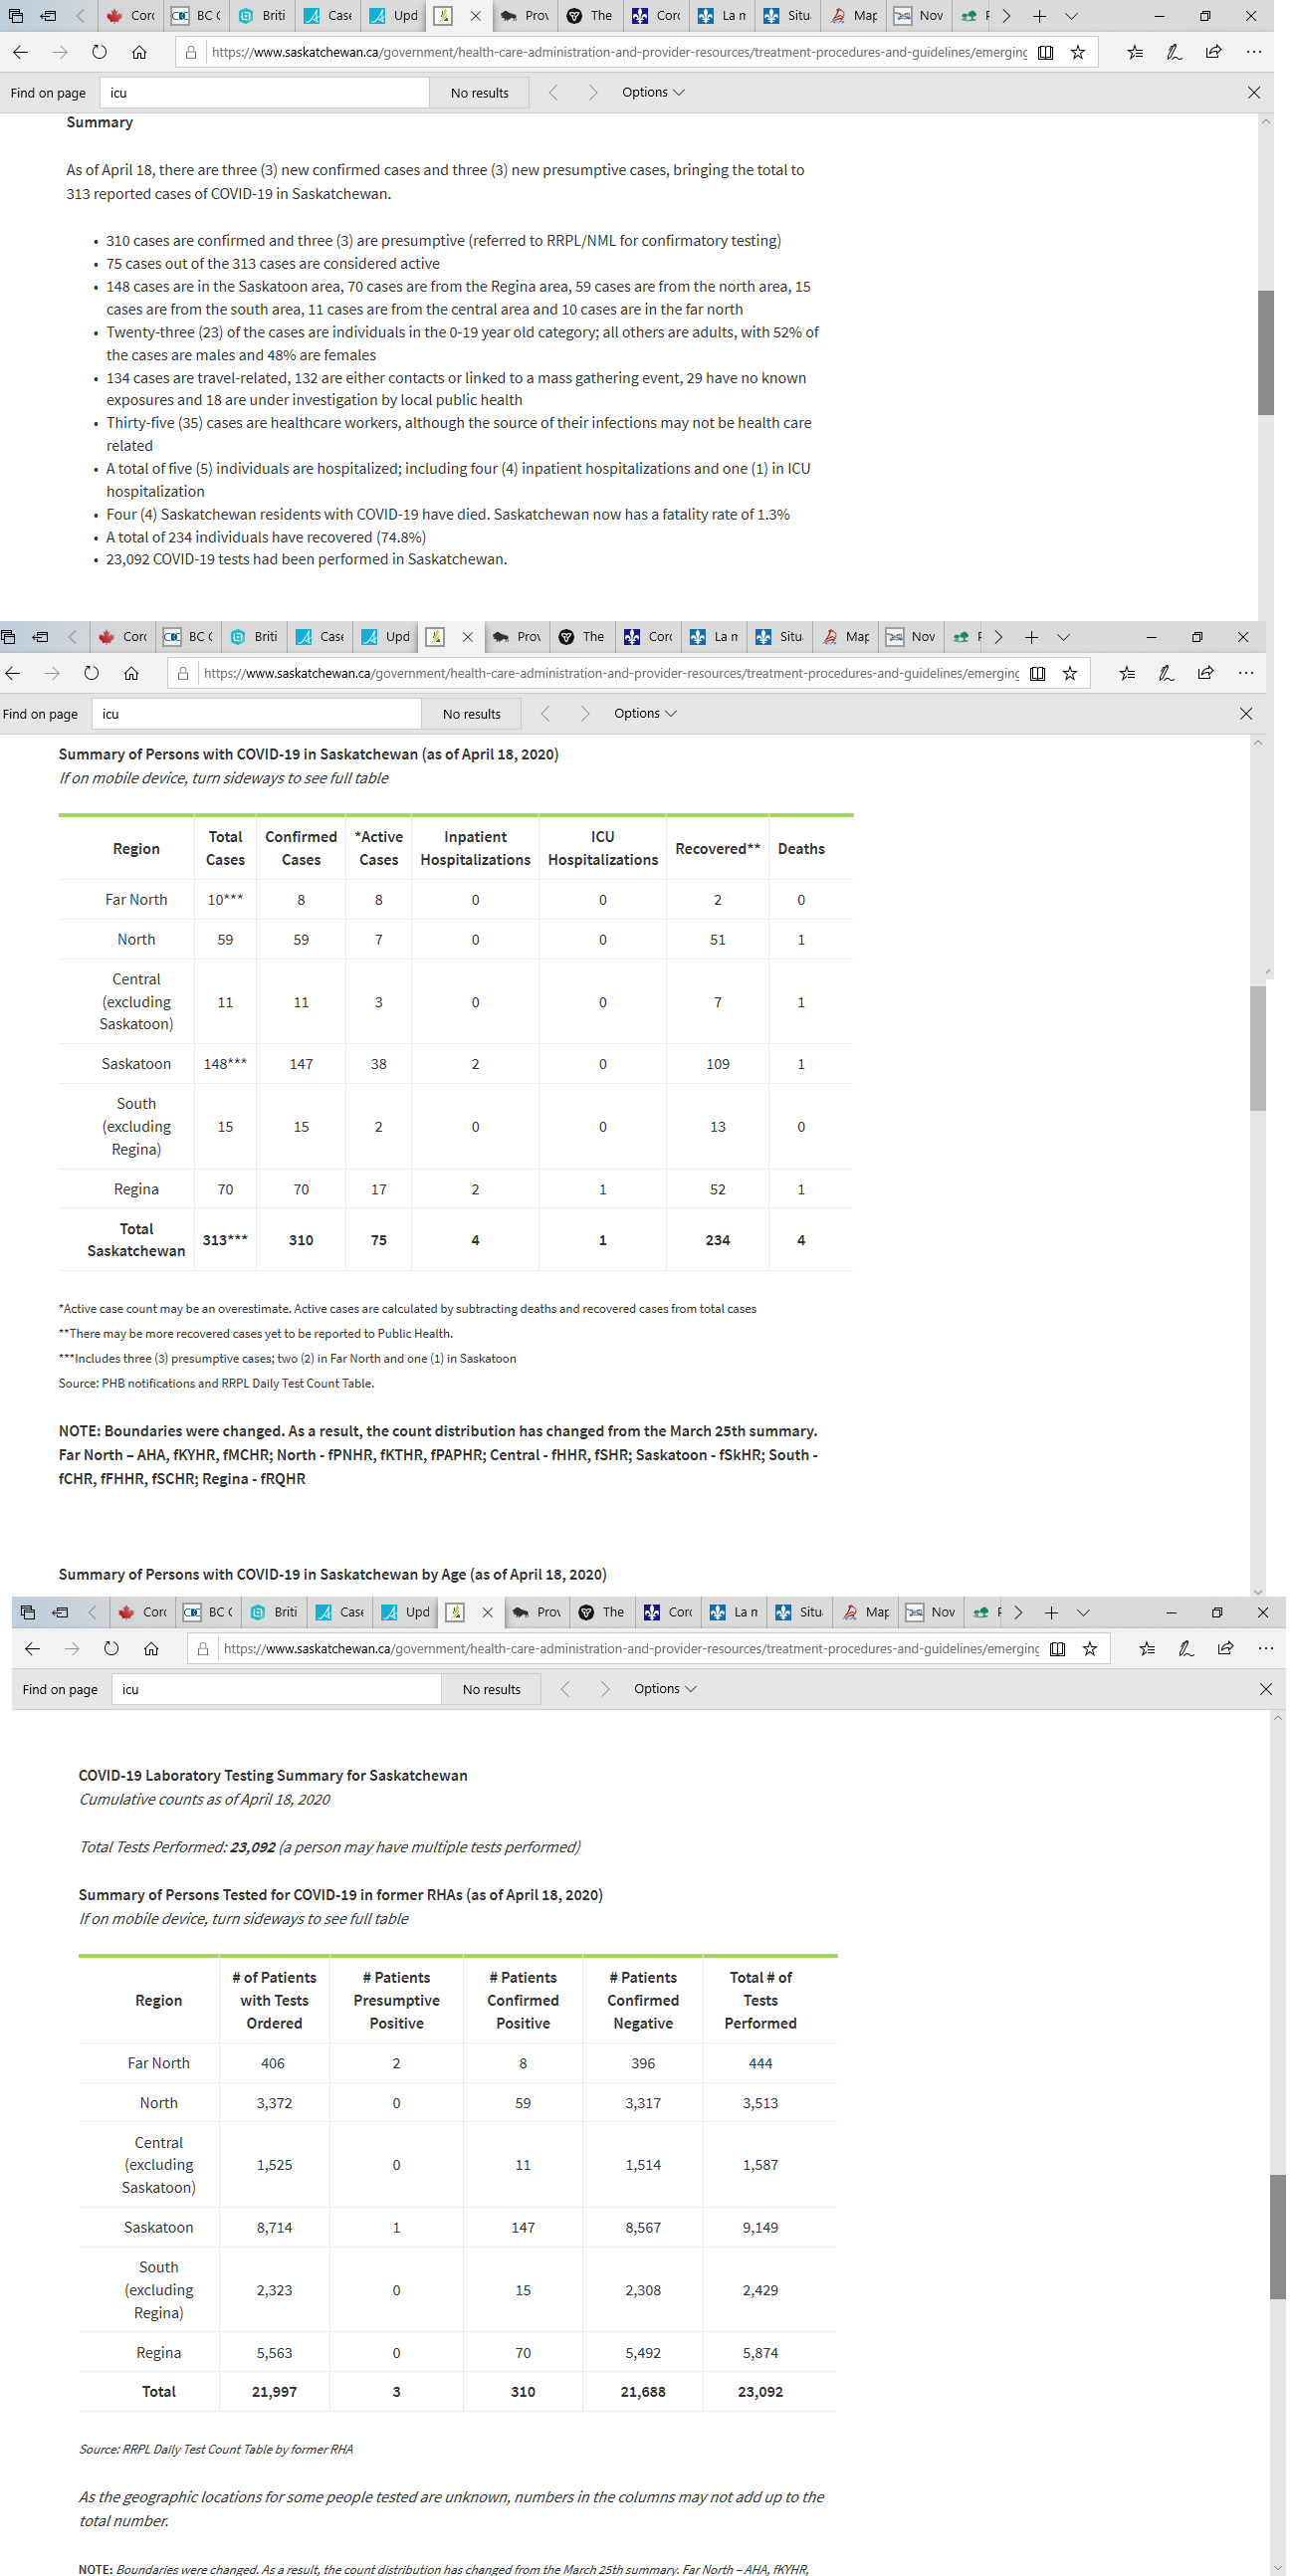 Corc
BC C
Briti
Case
Upd
Prov
The
Corc
La n
Situ
Map
Nov
https://www.saskatchewan.ca/government/health-care-administration-and-provider-resources/treatment-procedures-and-guidelines/emerging
Find on page
icu
No results
Options
Summary
As of April 18, there are three (3) new confirmed cases and three (3) new presumptive cases, bringing the total to
313 reported cases of COVID-19 in Saskatchewan.
• 310 cases are confirmed and three (3) are presumptive (referred to RRPL/NML for confirmatory testing)
• 75 cases out of the 313 cases are considered active
• 148 cases are in the Saskatoon area, 70 cases are from the Regina area, 59 cases are from the north area, 15
cases are from the south area, 11 cases are from the central area and 10 cases are in the far north
• Twenty-three (23) of the cases are individuals in the 0-19 year old category; all others are adults, with 52% of
the cases are males and 48% are females
• 134 cases are travel-related, 132 are either contacts or linked to a mass gathering event, 29 have no known
exposures and 18 are under investigation by local public health
• Thirty-five (35) cases are healthcare workers, although the source of their infections may not be health care
related
• A total of five (5) individuals are hospitalized; including four (4) inpatient hospitalizations and one (1) in ICU
hospitalization
• Four (4) Saskatchewan residents with COVID-19 have died. Saskatchewan now has a fatality rate of 1.3%
• A total of 234 individuals have recovered (74.8%)
• 23,092 COVID-19 tests had been performed in Saskatchewan.
Corc
BC C
Briti
Case
Upd
Prov
The
Corc
La n
Situ
Map
Nov
https://www.saskatchewan.ca/government/health-care-administration-and-provider-resources/treatment-procedures-and-guidelines/emerging
Find on page
icu
No results
Options
Summary of Persons with COVID-19 in Saskatchewan (as of April 18, 2020)
If on mobile device, turn sideways to see full table
Region Total Cases Confirmed Cases *Active Cases Inpatient Hospitalizations ICU Hospitalizations Recovered** Deaths
Far North 10*** 8 8 0 0 2 0
North 59 59 7 0 0 51 1
Central (excluding Saskatoon) 11 11 3 0 0 7 1
Saskatoon 148*** 147 38 2 0 109 1
South (excluding Regina) 15 15 2 0 0 13 0
Regina 70 70 17 2 1 52 1
Total Saskatchewan 313*** 310 75 4 1 234 4
*Active case count may be an overestimate. Active cases are calculated by subtracting deaths and recovered cases from total cases
**There may be more recovered cases yet to be reported to Public Health.
***Includes three (3) presumptive cases; two (2) in Far North and one (1) in Saskatoon
Source: PHB notifications and RRPL Daily Test Count Table.
NOTE: Boundaries were changed. As a result, the count distribution has changed from the March 25th summary.
Far North – AHA, fKYHR, fMCHR; North - fPNHR, fKTHR, fPAPHR; Central - fHHR, fSHR; Saskatoon - fSkHR; South -
fCHR, fFHHR, fSCHR; Regina - fRQHR
Summary of Persons with COVID-19 in Saskatchewan by Age (as of April 18, 2020)
Corc
BC C
Briti
Case
Upd
Prov
The
Corc
La n
Situ
Map
Nov
https://www.saskatchewan.ca/government/health-care-administration-and-provider-resources/treatment-procedures-and-guidelines/emerging
Find on page
icu
No results
Options
COVID-19 Laboratory Testing Summary for Saskatchewan
Cumulative counts as of April 18, 2020
Total Tests Performed: 23,092 (a person may have multiple tests performed)
Summary of Persons Tested for COVID-19 in former RHAs (as of April 18, 2020)
If on mobile device, turn sideways to see full table
Region # of Patients with Tests Ordered # Patients Presumptive Positive # Patients Confirmed Positive # Patients Confirmed Negative Total # of Tests Performed
Far North 406 2 8 396 444
North 3,372 0 59 3,317 3,513
Central (excluding Saskatoon) 1,525 0 11 1,514 1,587
Saskatoon 8,714 1 147 8,567 9,149
South (excluding Regina) 2,323 0 15 2,308 2,429
Regina 5,563 0 70 5,492 5,874
Total 21,997 3 310 21,688 23,092
Source: RRPL Daily Test Count Table by former RHA
As the geographic locations for some people tested are unknown, numbers in the columns may not add up to the
total number.
NOTE: Boundaries were changed. As a result, the count distribution has changed from the March 25th summary. Far North – AHA, fKYHR,